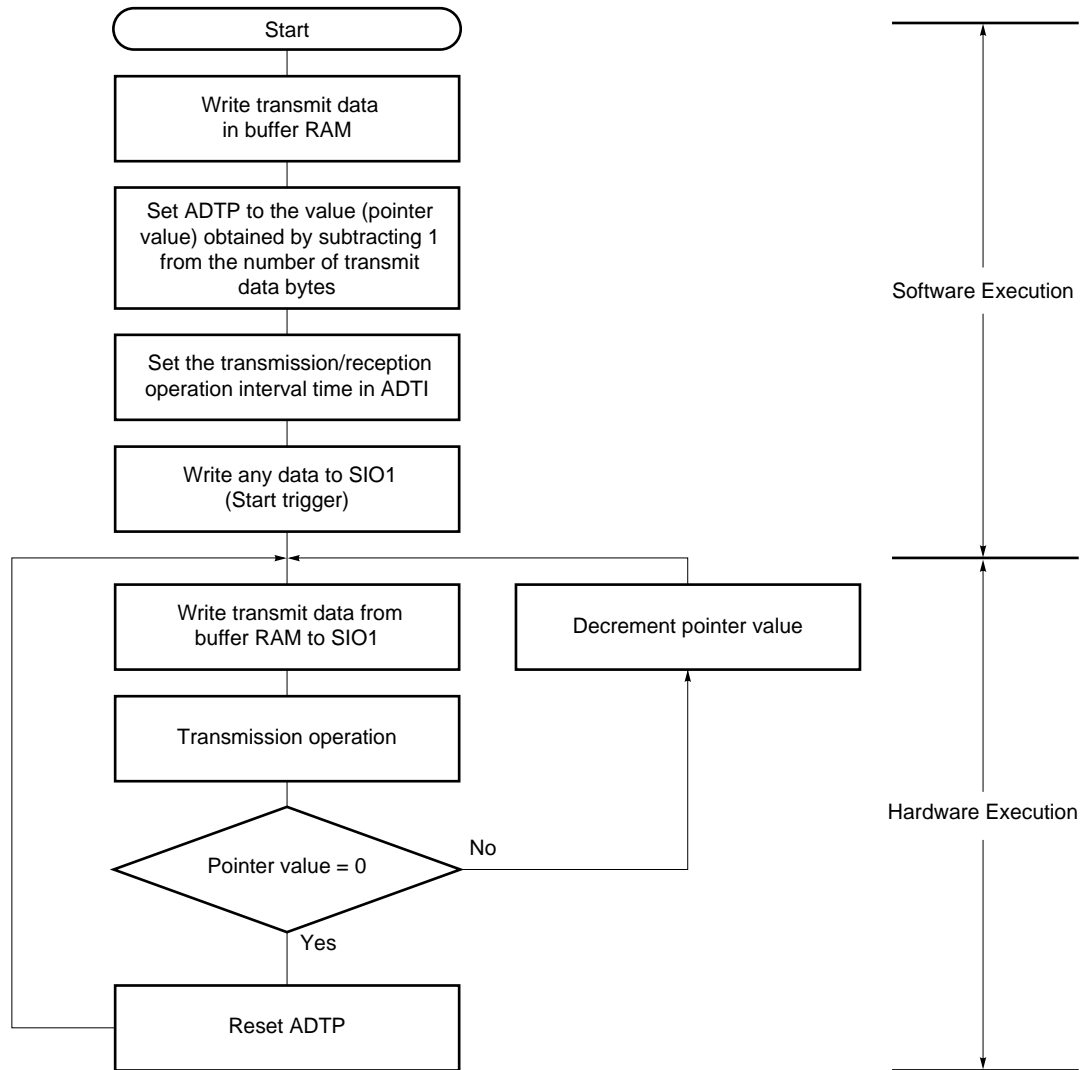 Start
Write transmit data
in buffer RAM
Set ADTP to the value (pointer
value) obtained by subtracting 1
from the number of transmit
data bytes
Software Execution
Set the transmission/reception
operation interval time in ADTI
Write any data to SIO1
(Start trigger)
Write transmit data from
buffer RAM to SIO1
Decrement pointer value
Transmission operation
Hardware Execution
Pointer value = 0
No
Yes
Reset ADTP